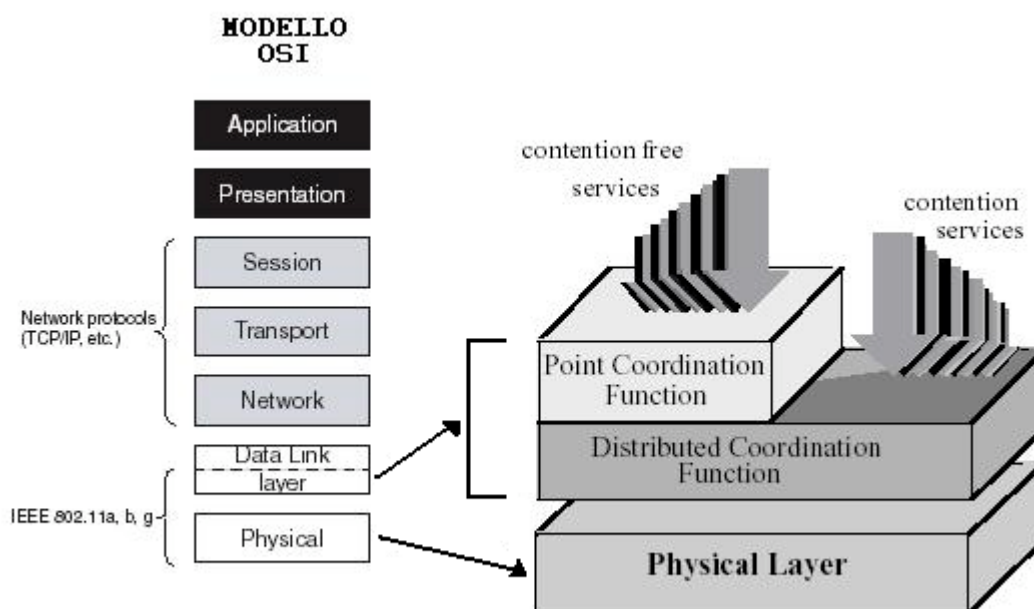 MODELLO
OSI
Application
Presentation
Session
Transport
Network
Data Link
layer
Physical
Network protocols
(TCP/IP, etc.)
IEEE 802.11a, b, g
contention free
services
contention
services
Point Coordination
Function
Distributed Coordination
Function
Physical Layer